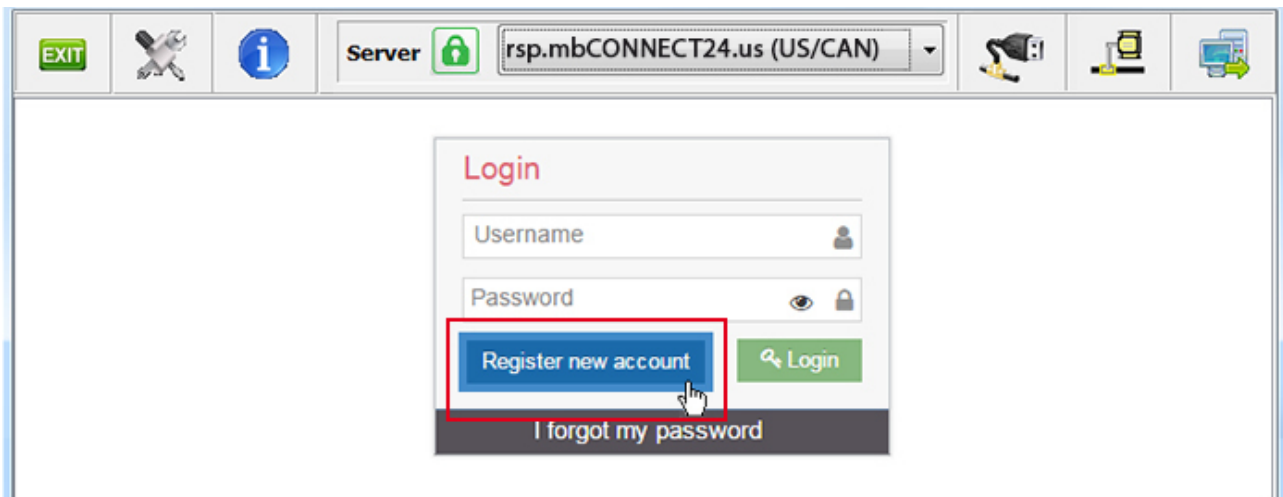 EXIT Server rsp.mbCONNECT24.us (US/CAN)
Login
Username
Password
Register new account Login
I forgot my password